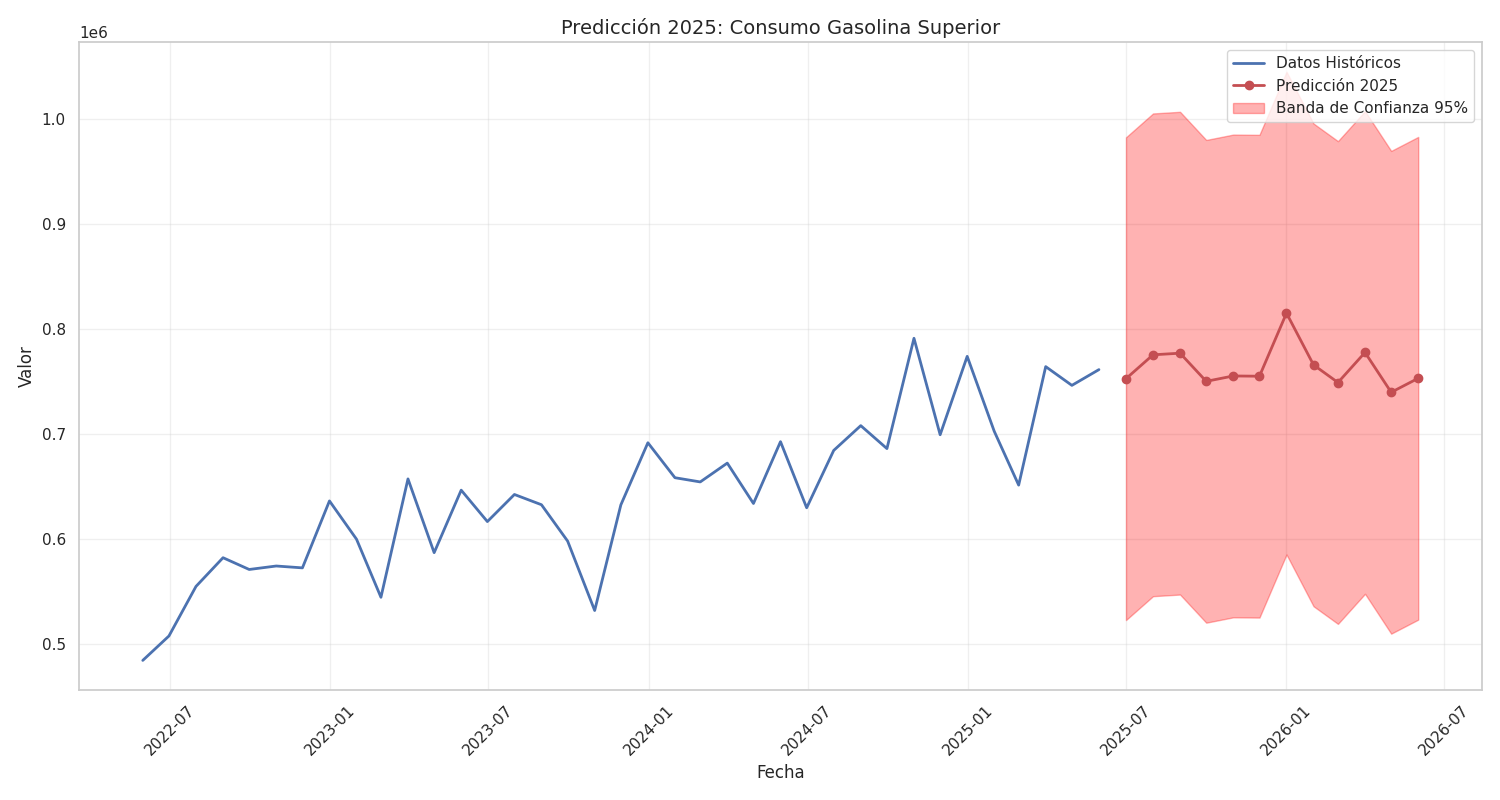 Predicción 2025: Consumo Gasolina Superior
1e6
Datos Históricos
Predicción 2025
Banda de Confianza 95%
1.0
0.9
0.8
0.7
0.6
0.5
Valor
2022-07
2023-01
2023-07
2024-01
2024-07
2025-01
2025-07
2026-01
2026-07
Fecha